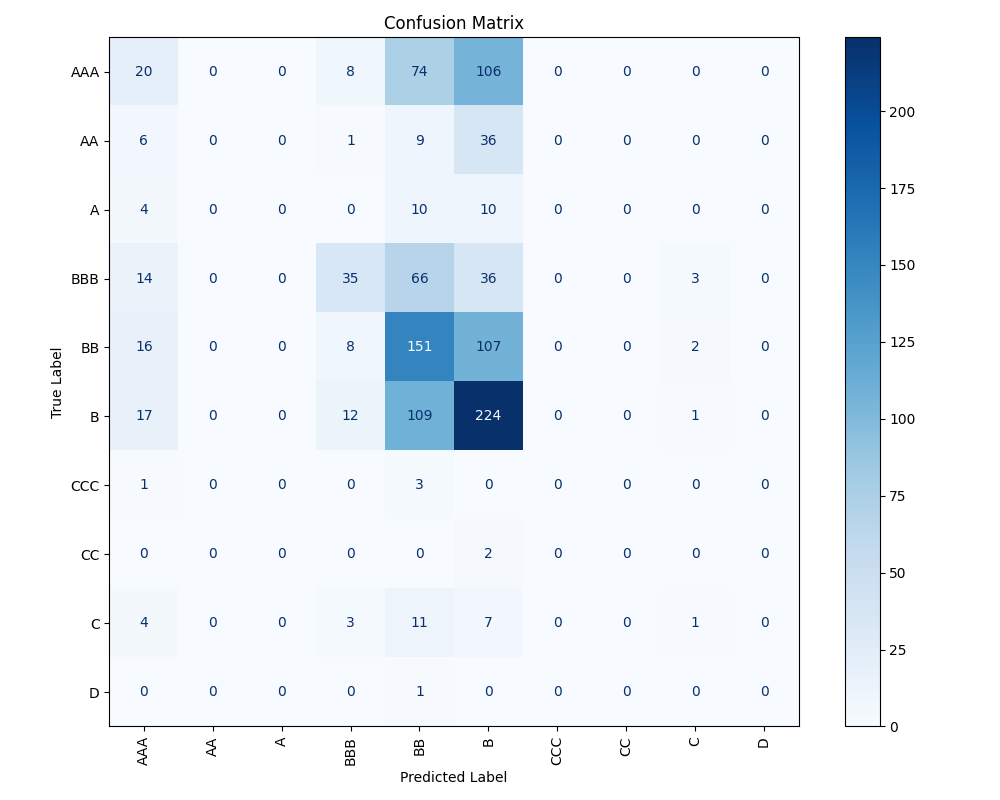 Confusion Matrix
AAA 20 0 0 8 74 106 0 0 0 0
AA 6 0 0 1 9 36 0 0 0 0
A 4 0 0 0 10 10 0 0 0 0
BBB 14 0 0 35 66 36 0 0 3 0
BB 16 0 0 8 151 107 0 0 2 0
B 17 0 0 12 109 224 0 0 1 0
CCC 1 0 0 0 3 0 0 0 0 0
CC 0 0 0 0 0 2 0 0 0 0
C 4 0 0 3 11 7 0 0 1 0
D 0 0 0 0 1 0 0 0 0 0
AAA AA A BBB BB B CCC CC C D
Predicted Label
True Label
200
175
150
125
100
75
50
25
0